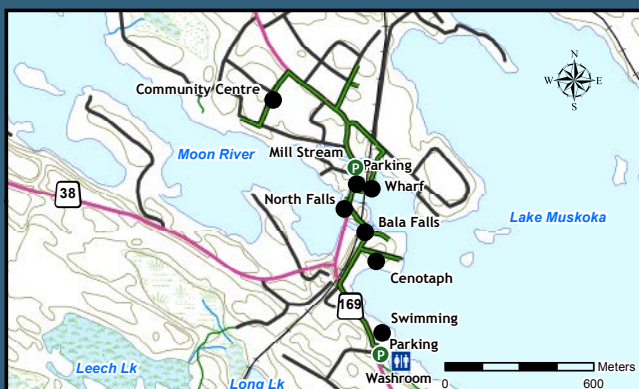 N
W E
S
Community Centre
Mill Stream
Moon River
P Parking
Wharf
38
North Falls
Bala Falls
Lake Muskoka
Cenotaph
169
Swimming
Parking
P
Washroom
Leech Lk
Long Lk
Meters
0 600